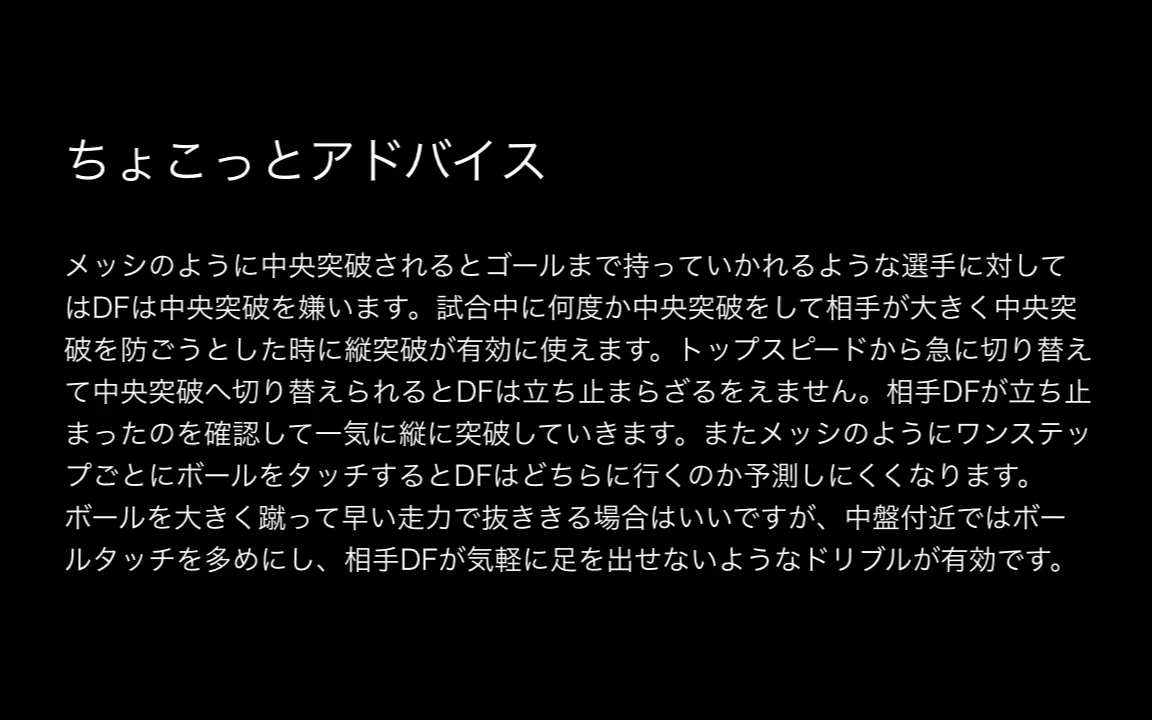 ちょこっとアドバイス
メッシのように中央突破されるとゴールまで持っていかれるような選手に対して
はDFは中央突破を嫌います。試合中に何度か中央突破をして相手が大きく中央突
破を防ごうとした時に縦突破が有効に使えます。トップスピードから急に切り替え
て中央突破へ切り替えられるとDFは立ち止まらざるをえません。相手DFが立ち止
まったのを確認して一気に縦に突破していきます。またメッシのようにワンステッ
プごとにボールをタッチするとDFはどちらに行くのか予測しにくくなります。
ボールを大きく蹴って早い走力で抜ききる場合はいいですが、中盤付近ではボー
ルタッチを多めにし、相手DFが気軽に足を出せないようなドリブルが有効です。